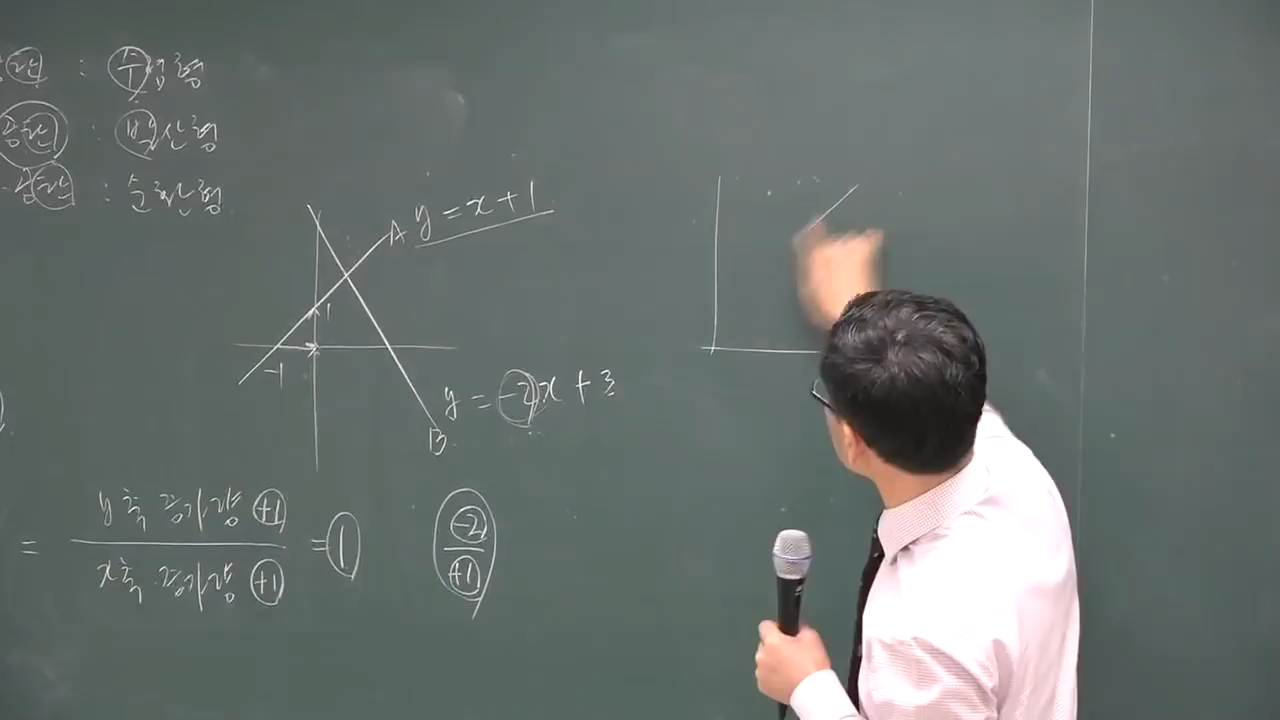 : 수렴형
: 발산형
: 순환형
A y = x + 1
1
-1
y = -2x + 3
B
= y축 증가량 +1 = 1
x축 증가량 +1
-2
+1